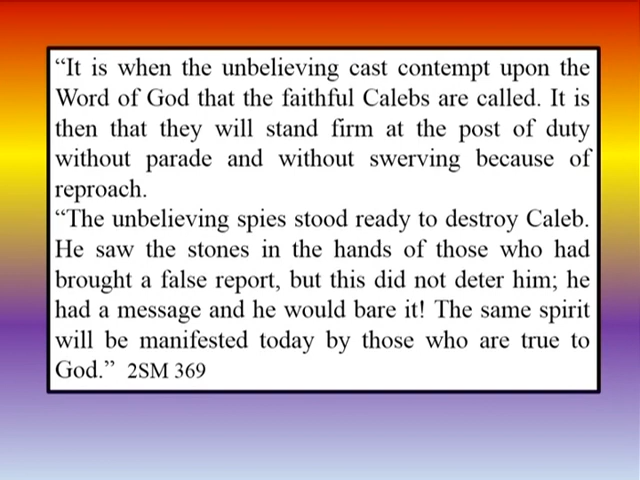 “It is when the unbelieving cast contempt upon the
Word of God that the faithful Calebs are called. It is
then that they will stand firm at the post of duty
without parade and without swerving because of
reproach.
“The unbelieving spies stood ready to destroy Caleb.
He saw the stones in the hands of those who had
brought a false report, but this did not deter him; he
had a message and he would bare it! The same spirit
will be manifested today by those who are true to
God.” 2SM 369